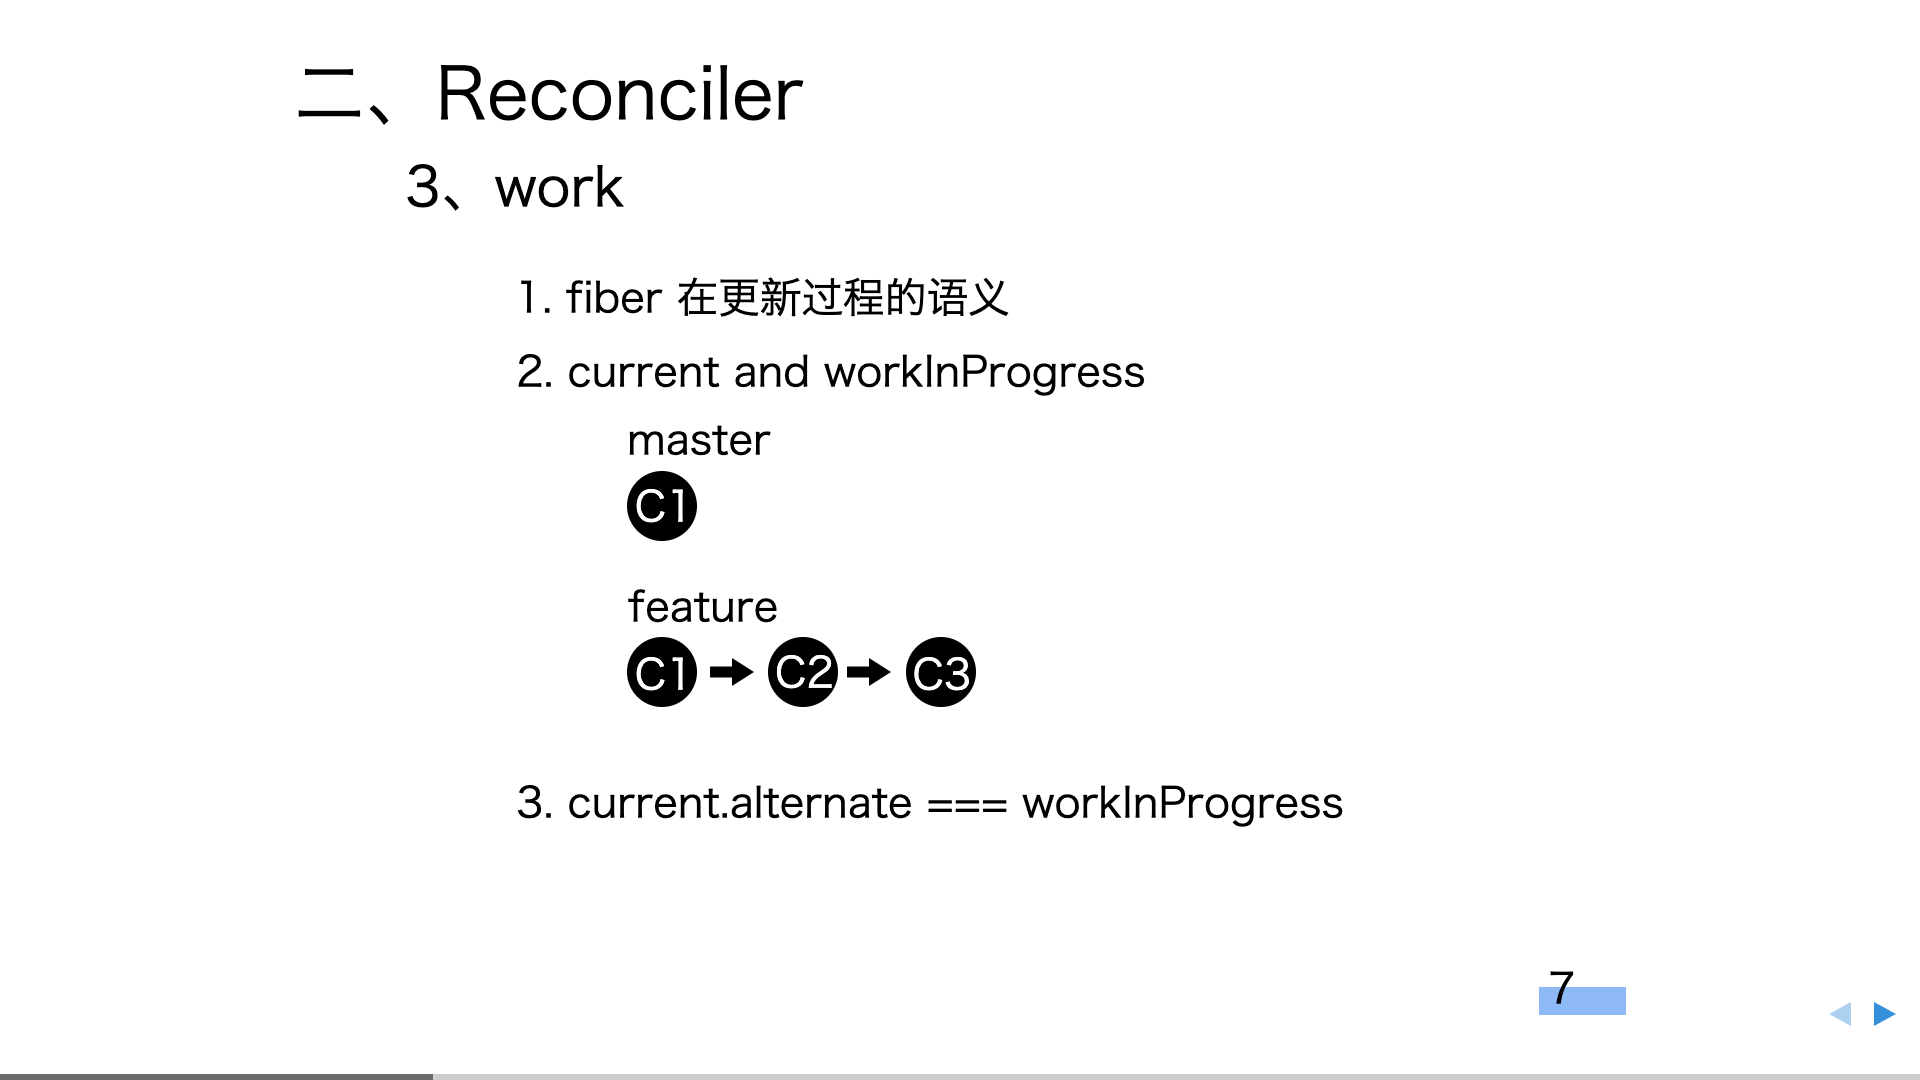 二、Reconciler
3、work
1. fiber 在更新过程的语义
2. current and workInProgress
master
C1
feature
C1 C2 C3
3. current.alternate === workInProgress
7